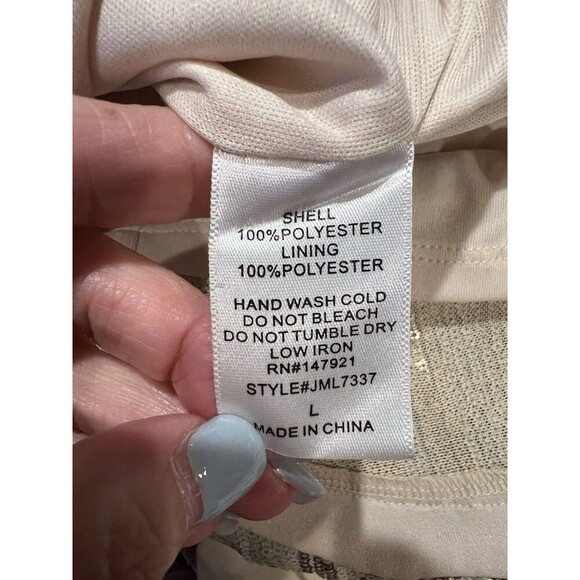 SHELL
100%POLYESTER
LINING
100%POLYESTER
HAND WASH COLD
DO NOT BLEACH
DO NOT TUMBLE DRY
LOW IRON
RN#147921
STYLE#JML7337
L
MADE IN CHINA